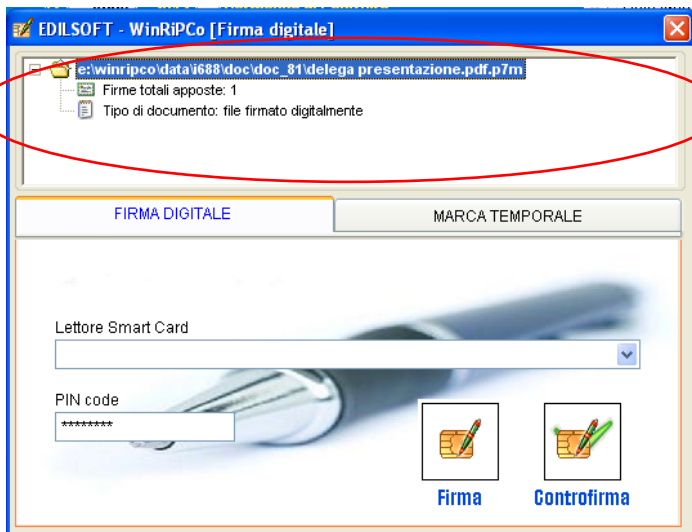 EDILSOFT - WinRiPCo [Firma digitale]
e:\winripco\data\i688\doc\doc_81\delega presentazione.pdf.p7m
Firme totali apposte: 1
Tipo di documento: file firmato digitalmente
FIRMA DIGITALE
MARCA TEMPORALE
Lettore Smart Card
PIN code
********
Firma
Controfirma